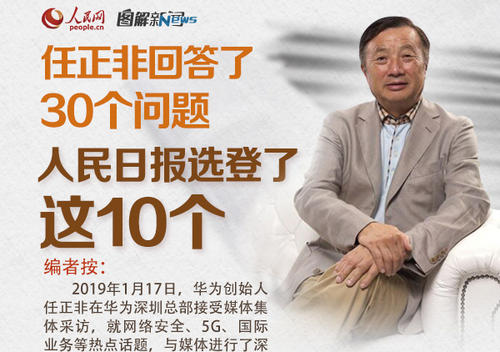 人民网
people.cn
图解新闻News
任正非回答了
30个问题
人民日报选登了
这10个
编者按：
2019年1月17日，华为创始人
任正非在华为深圳总部接受媒体集
体采访，就网络安全、5G、国际
业务等热点话题，与媒体进行了深